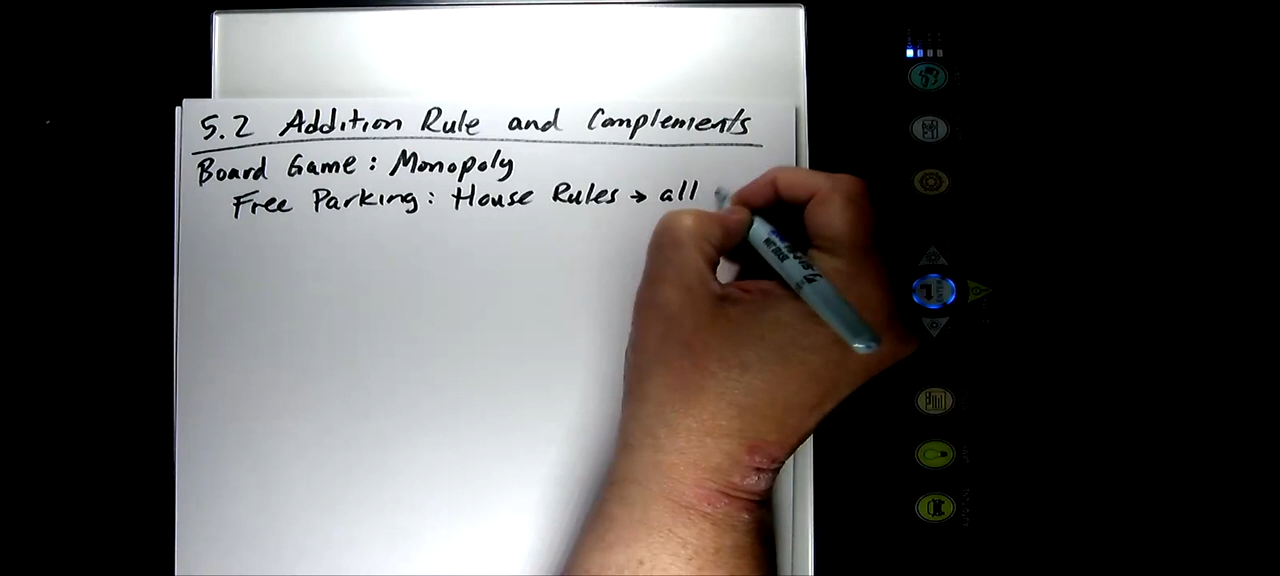 5.2 Addition Rule and Complements
Board Game: Monopoly
Free Parking: House Rules → all